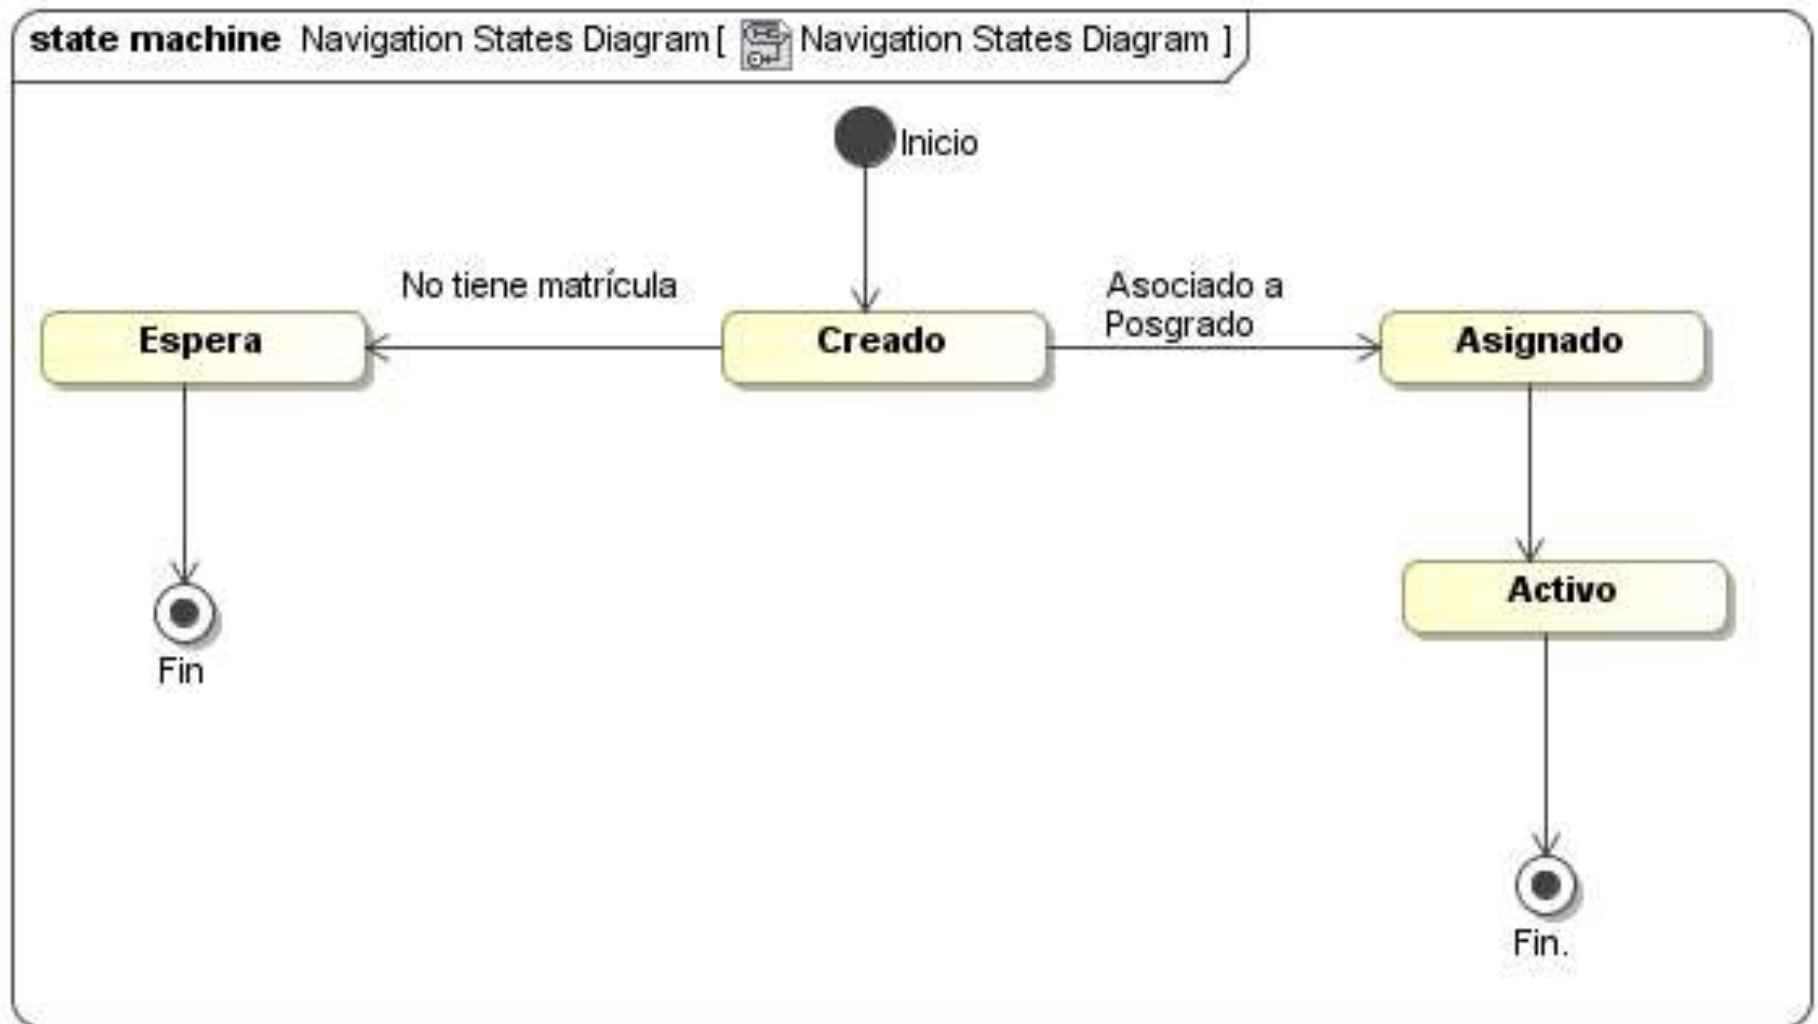 state machine Navigation States Diagram[ Navigation States Diagram ]
Inicio
No tiene matrícula
Asociado a
Posgrado
Espera
Creado
Asignado
Activo
Fin
Fin.